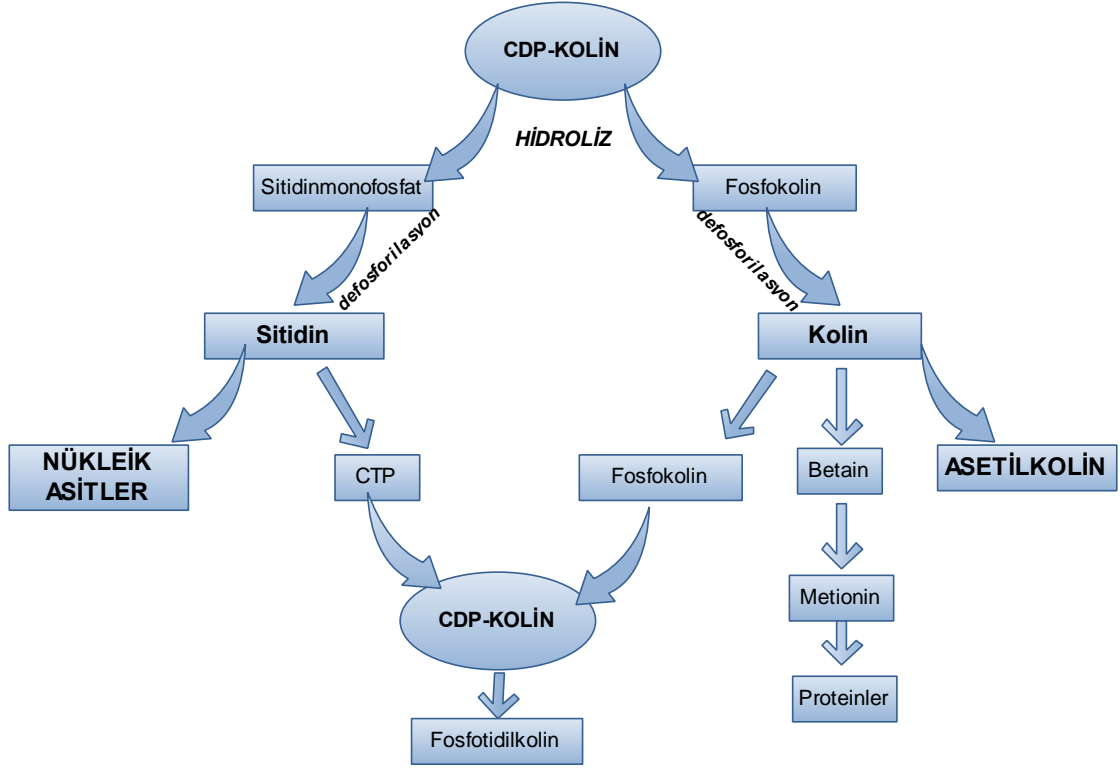 CDP-KOLİN
HİDROLİZ
Sitidinmonofosfat
Fosfokolin
defosforilasyon
defosforilasyon
Sitidin
Kolin
NÜKLEİK
ASİTLER
CTP
Fosfokolin
Betain
ASETİLKOLİN
Metionin
CDP-KOLİN
Proteinler
Fosfotidilkolin